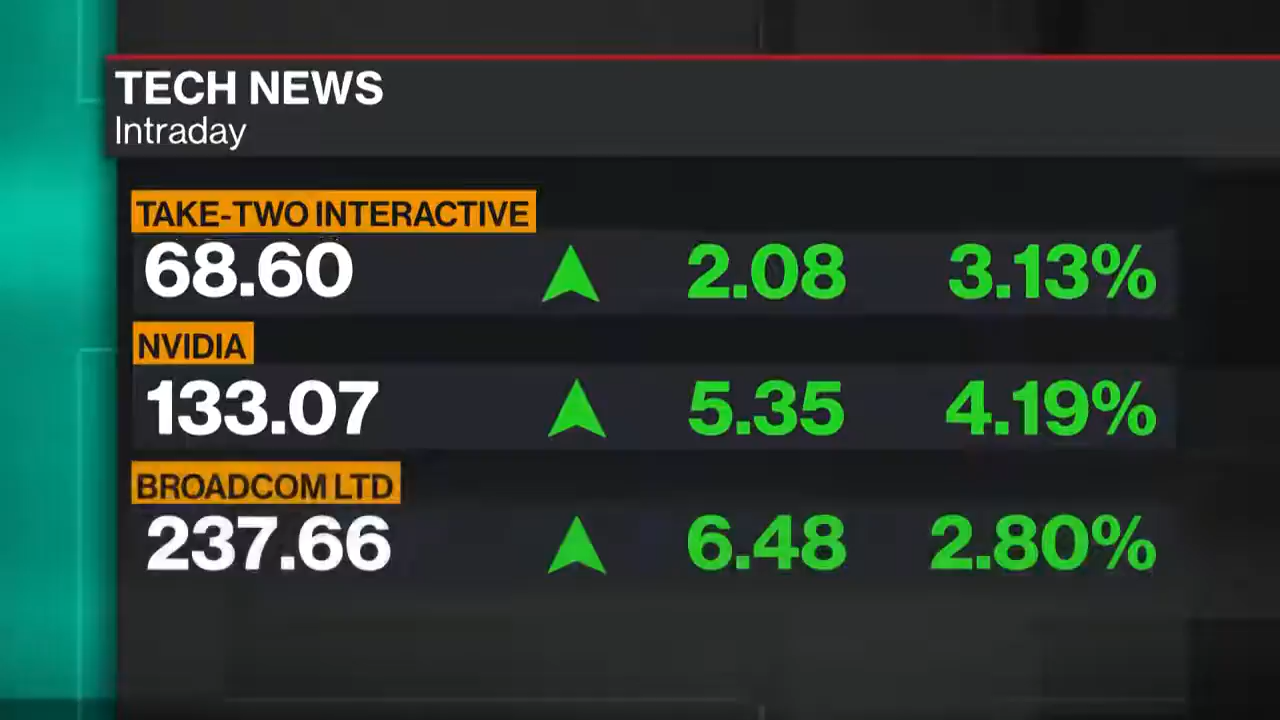 TECH NEWS
Intraday
TAKE-TWO INTERACTIVE
68.60 ▲ 2.08 3.13%
NVIDIA
133.07 ▲ 5.35 4.19%
BROADCOM LTD
237.66 ▲ 6.48 2.80%